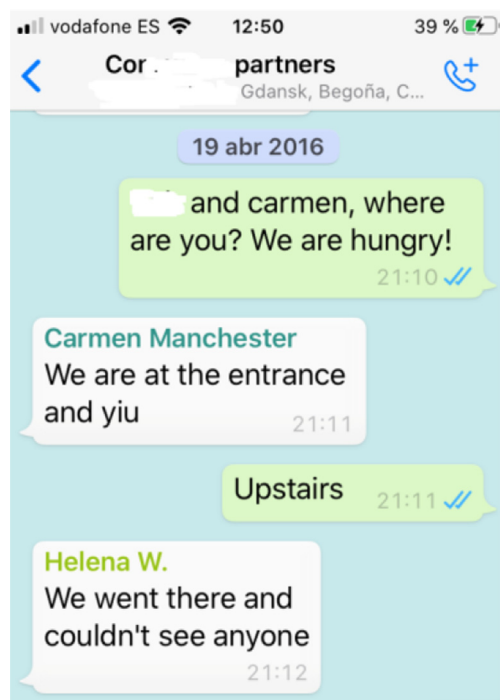 vodafone ES 12:50 39 %
partners
Gdansk, Begoña, C...
19 abr 2016
and carmen, where
are you? We are hungry!
21:10
Carmen Manchester
We are at the entrance
and yiu
21:11
Upstairs
21:11
Helena W.
We went there and
couldn't see anyone
21:12